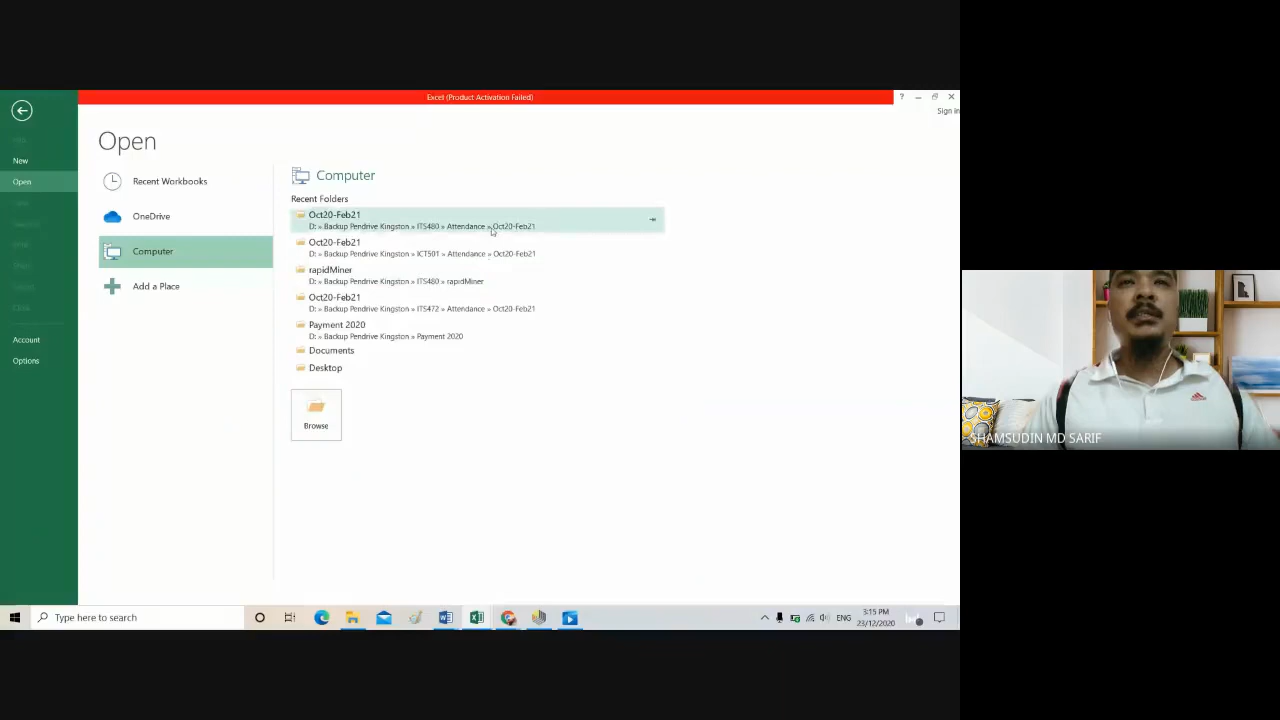 Excel (Product Activation Failed)
?
Sign in
Open
New
Open
Account
Options
Recent Workbooks
OneDrive
Computer
Add a Place
Computer
Recent Folders
Oct20-Feb21
D: » Backup Pendrive Kingston » ITS480 » Attendance » Oct20-Feb21
Oct20-Feb21
D: » Backup Pendrive Kingston » ICT501 » Attendance » Oct20-Feb21
rapidMiner
D: » Backup Pendrive Kingston » ITS480 » rapidMiner
Oct20-Feb21
D: » Backup Pendrive Kingston » ITS472 » Attendance » Oct20-Feb21
Payment 2020
D: » Backup Pendrive Kingston » Payment 2020
Documents
Desktop
Browse
SHAMSUDIN MD SARIF
Type here to search
ENG
3:15 PM
23/12/2020